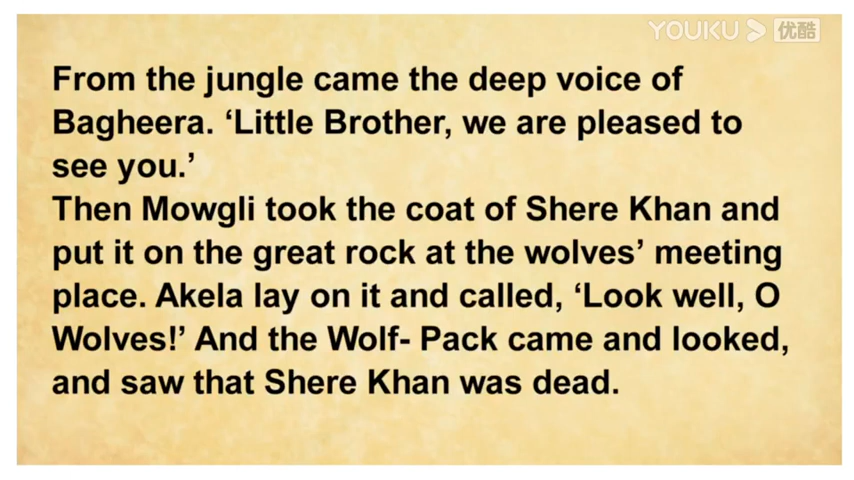 YOUKU 优酷
From the jungle came the deep voice of
Bagheera. ‘Little Brother, we are pleased to
see you.’
Then Mowgli took the coat of Shere Khan and
put it on the great rock at the wolves’ meeting
place. Akela lay on it and called, ‘Look well, O
Wolves!’ And the Wolf- Pack came and looked,
and saw that Shere Khan was dead.